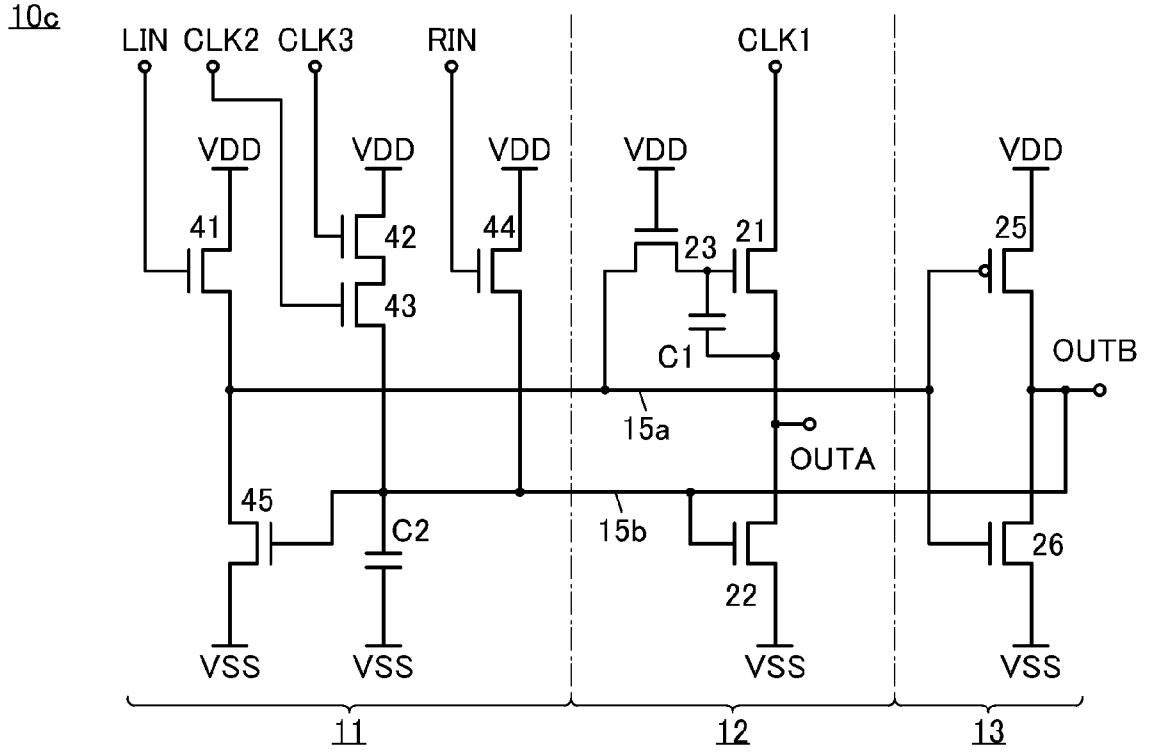 10c
LIN CLK2 CLK3 RIN CLK1
VDD VDD VDD VDD VDD
41 42 44 23 21 25
43
C1
OUTB
15a
OUTA
45 C2 15b
22 26
VSS VSS VSS VSS
11 12 13